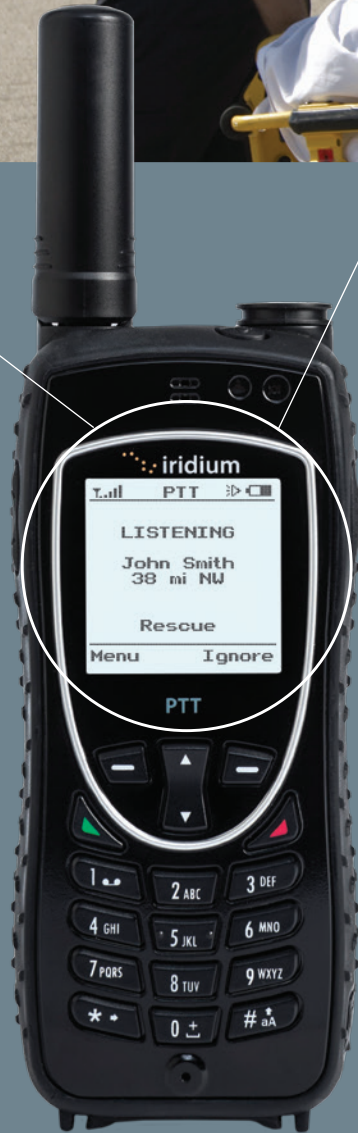 iridium
PTT
LISTENING
John Smith
38 mi NW
Rescue
Menu Ignore
PTT
1
2 ABC 3 DEF
4 GHI 5 JKL 6 MNO
7 PQRS 8 TUV 9 WXYZ
* 0 # aA